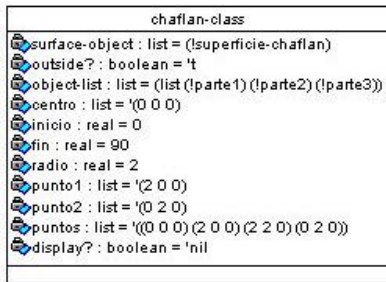 chaflan-class
surface-object : list = (!superficie-chaflan)
outside? : boolean = 't
object-list : list = (list (!parte1) (!parte2) (!parte3))
centro : list = '(0 0 0)
inicio : real = 0
fin : real = 90
radio : real = 2
punto1 : list = '(2 0 0)
punto2 : list = '(0 2 0)
puntos : list = '((0 0 0) (2 0 0) (2 2 0) (0 2 0))
display? : boolean = 'nil